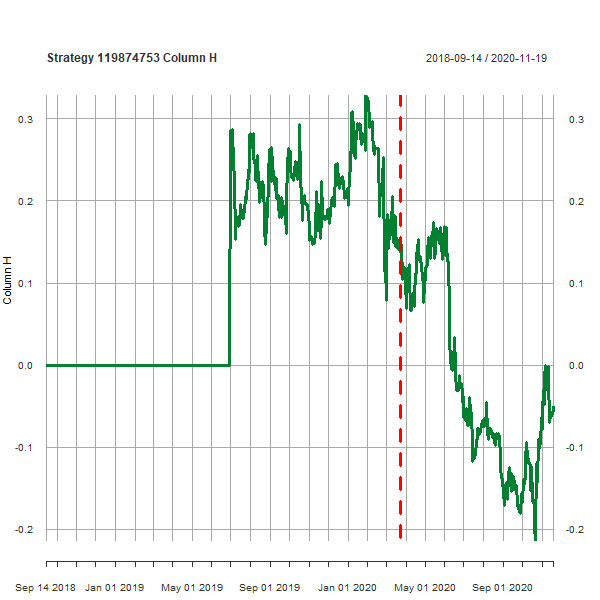 Strategy 119874753 Column H 2018-09-14 / 2020-11-19
0.3 0.3
0.2 0.2
0.1 0.1
Column H
0.0 0.0
-0.1 -0.1
-0.2 -0.2
Sep 14 2018 Jan 01 2019 May 01 2019 Sep 01 2019 Jan 01 2020 May 01 2020 Sep 01 2020